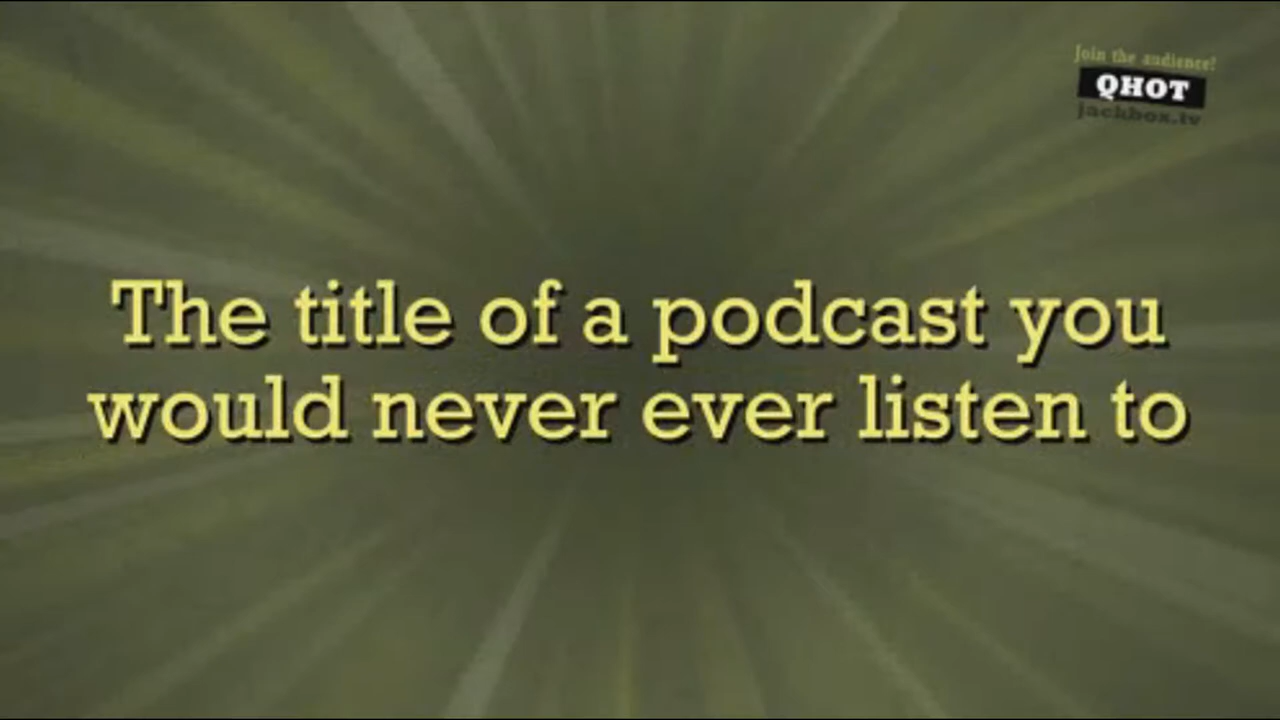 Join the audience!
QHOT
jackbox.tv
The title of a podcast you
would never ever listen to